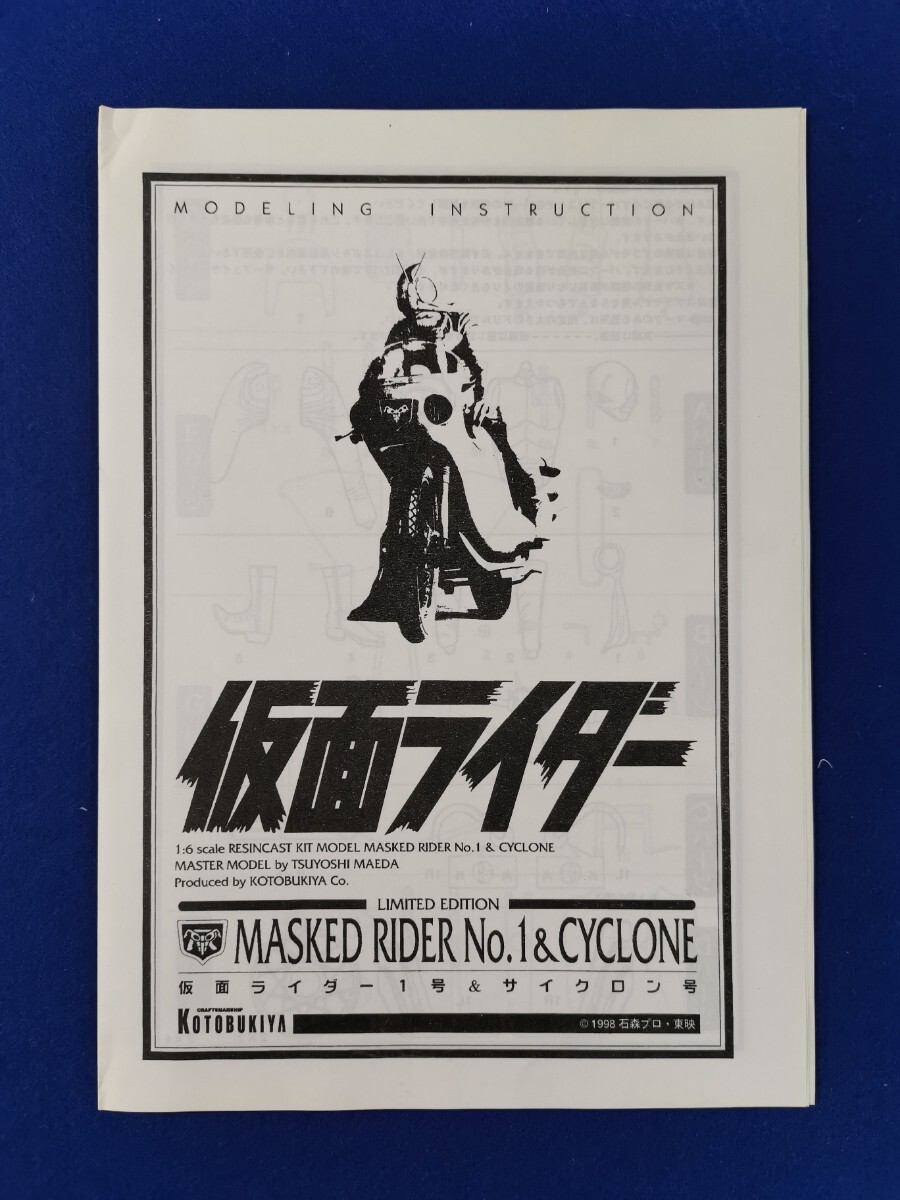 MODELING INSTRUCTION
仮面ライダー
1:6 scale RESINCAST KIT MODEL MASKED RIDER No.1 & CYCLONE
MASTER MODEL by TSUYOSHI MAEDA
Produced by KOTOBUKIYA Co.
LIMITED EDITION
MASKED RIDER No.1&CYCLONE
仮面ライダー1号&サイクロン号
CRAFTSMANSHIP
KOTOBUKIYA
©1998 石森プロ・東映